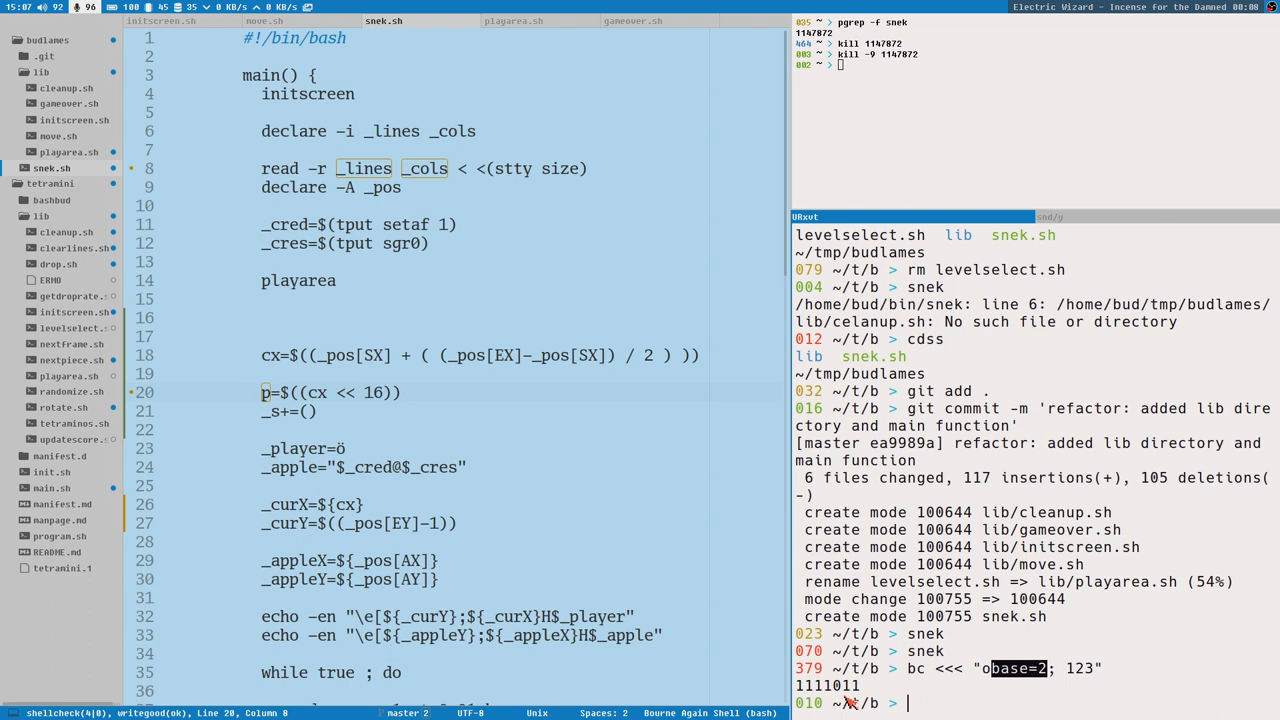 15:07 92 96 100 45 35 0 KB/s 0 KB/s
Electric Wizard - Incense for the Damned 00:08
initscreen.sh move.sh snek.sh playarea.sh gameover.sh
budlames
.git
lib
cleanup.sh
gameover.sh
initscreen.sh
move.sh
playarea.sh
snek.sh
tetramini
bashbud
lib
cleanup.sh
clearlines.sh
drop.sh
ERMO
getdroprate.s
initscreen.sh
levelselect.s
nextframe.sh
nextpiece.sh
playarea.sh
randomize.sh
rotate.sh
tetraminos.sh
updatescore.s
manifest.d
init.sh
main.sh
manifest.md
manpage.md
program.sh
README.md
tetramini.1
1 #!/bin/bash
2
3 main() {
4 initscreen
5
6 declare -i _lines _cols
7
8 read -r _lines _cols < <(stty size)
9 declare -A _pos
10
11 _cred=$(tput setaf 1)
12 _cres=$(tput sgr0)
13
14 playarea
15
16
17
18 cx=$((_pos[SX] + ( (_pos[EX]-_pos[SX]) / 2 ) ))
19
20 p=$((cx << 16))
21 _s+=()
22
23 _player=ö
24 _apple="$_cred@$_cres"
25
26 _curX=${cx}
27 _curY=$((_pos[EY]-1))
28
29 _appleX=${_pos[AX]}
30 _appleY=${_pos[AY]}
31
32 echo -en "\e[${_curY};${_curX}H$_player"
33 echo -en "\e[${_appleY};${_appleX}H$_apple"
34
35 while true ; do
36
shellcheck(4|0), writegood(ok), Line 20, Column 8 master 2 UTF-8 Unix Spaces: 2 Bourne Again Shell (bash)
035 ~ > pgrep -f snek
1147872
464 ~ > kill 1147872
003 ~ > kill -9 1147872
002 ~ >
URxvt snd/y
levelselect.sh lib snek.sh
~/tmp/budlames
079 ~/t/b > rm levelselect.sh
004 ~/t/b > snek
/home/bud/bin/snek: line 6: /home/bud/tmp/budlames/
lib/celanup.sh: No such file or directory
012 ~/t/b > cdss
lib snek.sh
~/tmp/budlames
032 ~/t/b > git add .
016 ~/t/b > git commit -m 'refactor: added lib dire
ctory and main function'
[master ea9989a] refactor: added lib directory and
main function
6 files changed, 117 insertions(+), 105 deletions(
-)
create mode 100644 lib/cleanup.sh
create mode 100644 lib/gameover.sh
create mode 100644 lib/initscreen.sh
create mode 100644 lib/move.sh
rename levelselect.sh => lib/playarea.sh (54%)
mode change 100755 => 100644
create mode 100755 snek.sh
023 ~/t/b > snek
070 ~/t/b > snek
379 ~/t/b > bc <<< "obase=2; 123"
1111011
010 ~/t/b >